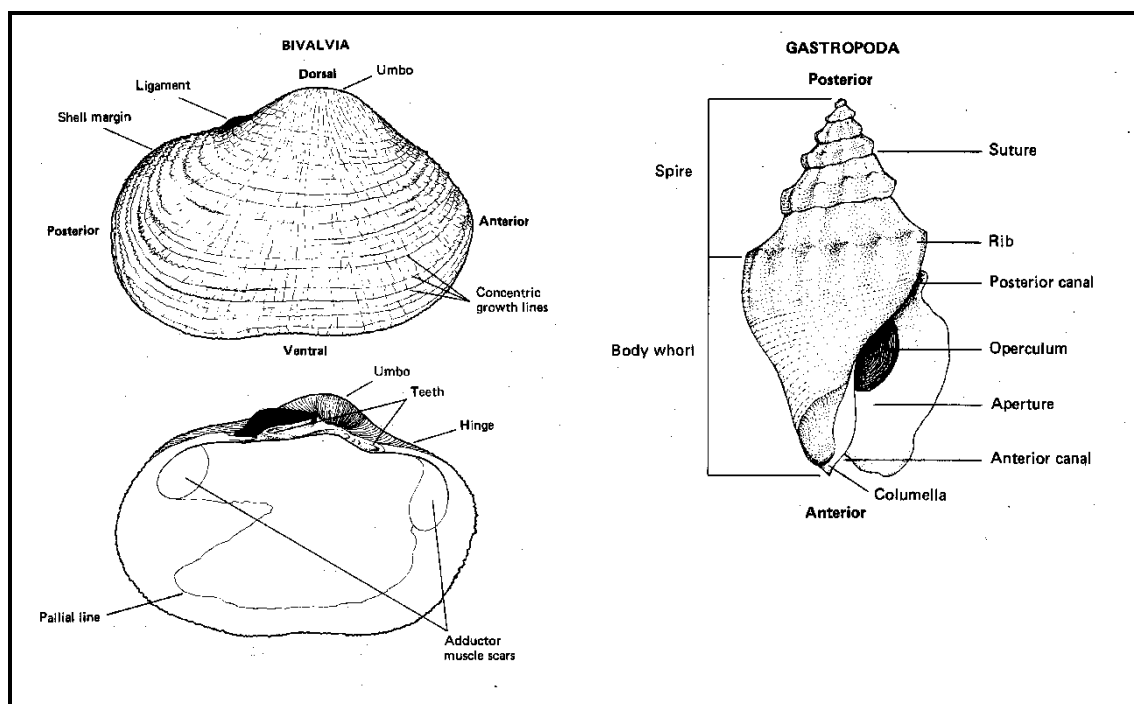 BIVALVIA
Dorsal
Umbo
Ligament
Shell margin
Posterior
Anterior
Concentric
growth lines
Ventral
Umbo
Teeth
Hinge
Pallial line
Adductor
muscle scars
GASTROPODA
Posterior
Spire
Suture
Rib
Posterior canal
Body whorl
Operculum
Aperture
Anterior canal
Columella
Anterior